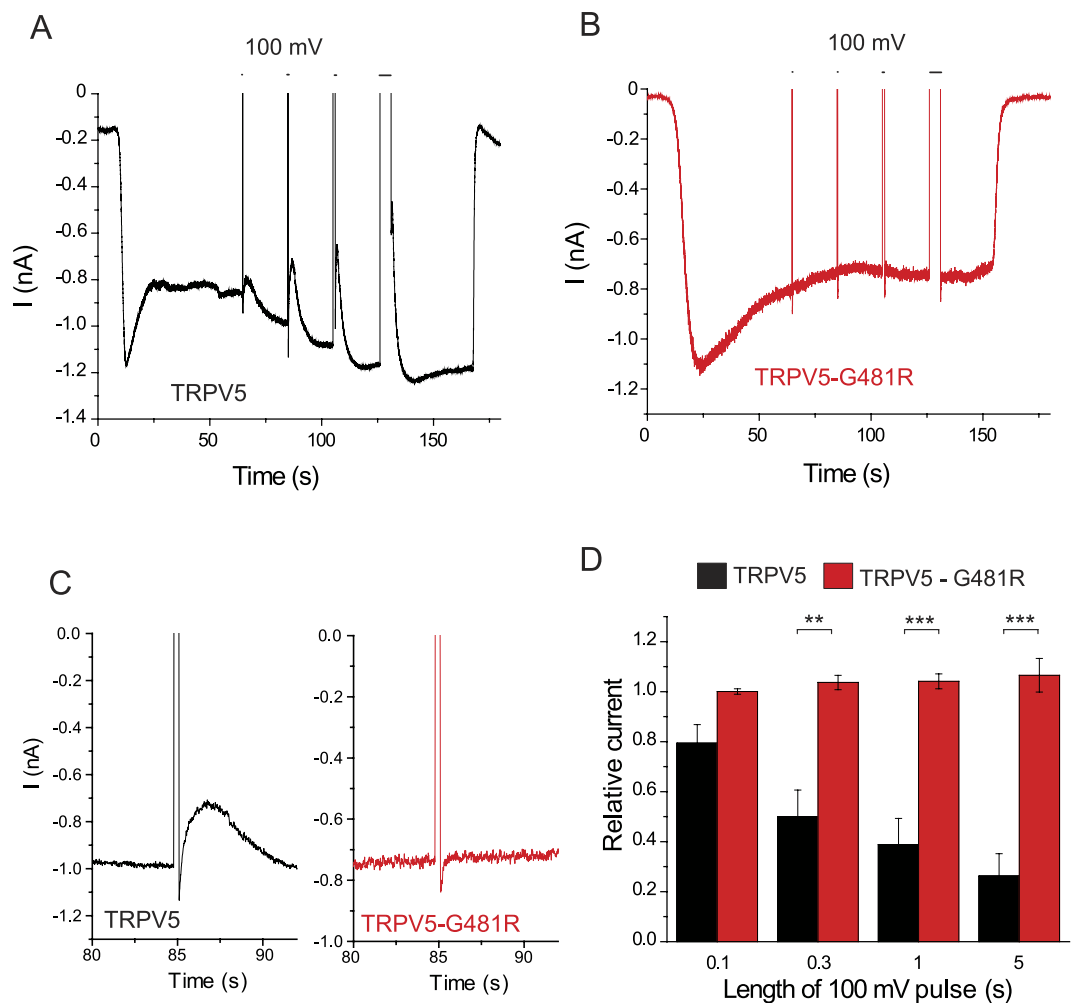 A
100 mV
0
-0.2
-0.4
-0.6
-0.8
-1.0
-1.2
-1.4
I (nA)
TRPV5
0 50 100 150
Time (s)
B
100 mV
0
-0.2
-0.4
-0.6
-0.8
-1.0
-1.2
I (nA)
TRPV5-G481R
0 50 100 150
Time (s)
C
0.0
-0.2
-0.4
-0.6
-0.8
-1.0
-1.2
I (nA)
TRPV5
80 85 90
Time (s)
0.0
-0.2
-0.4
-0.6
-0.8
-1.0
TRPV5-G481R
80 85 90
Time (s)
D
TRPV5 TRPV5 - G481R
** *** ***
1.2
1.0
0.8
0.6
0.4
0.2
0.0
Relative current
0.1 0.3 1 5
Length of 100 mV pulse (s)